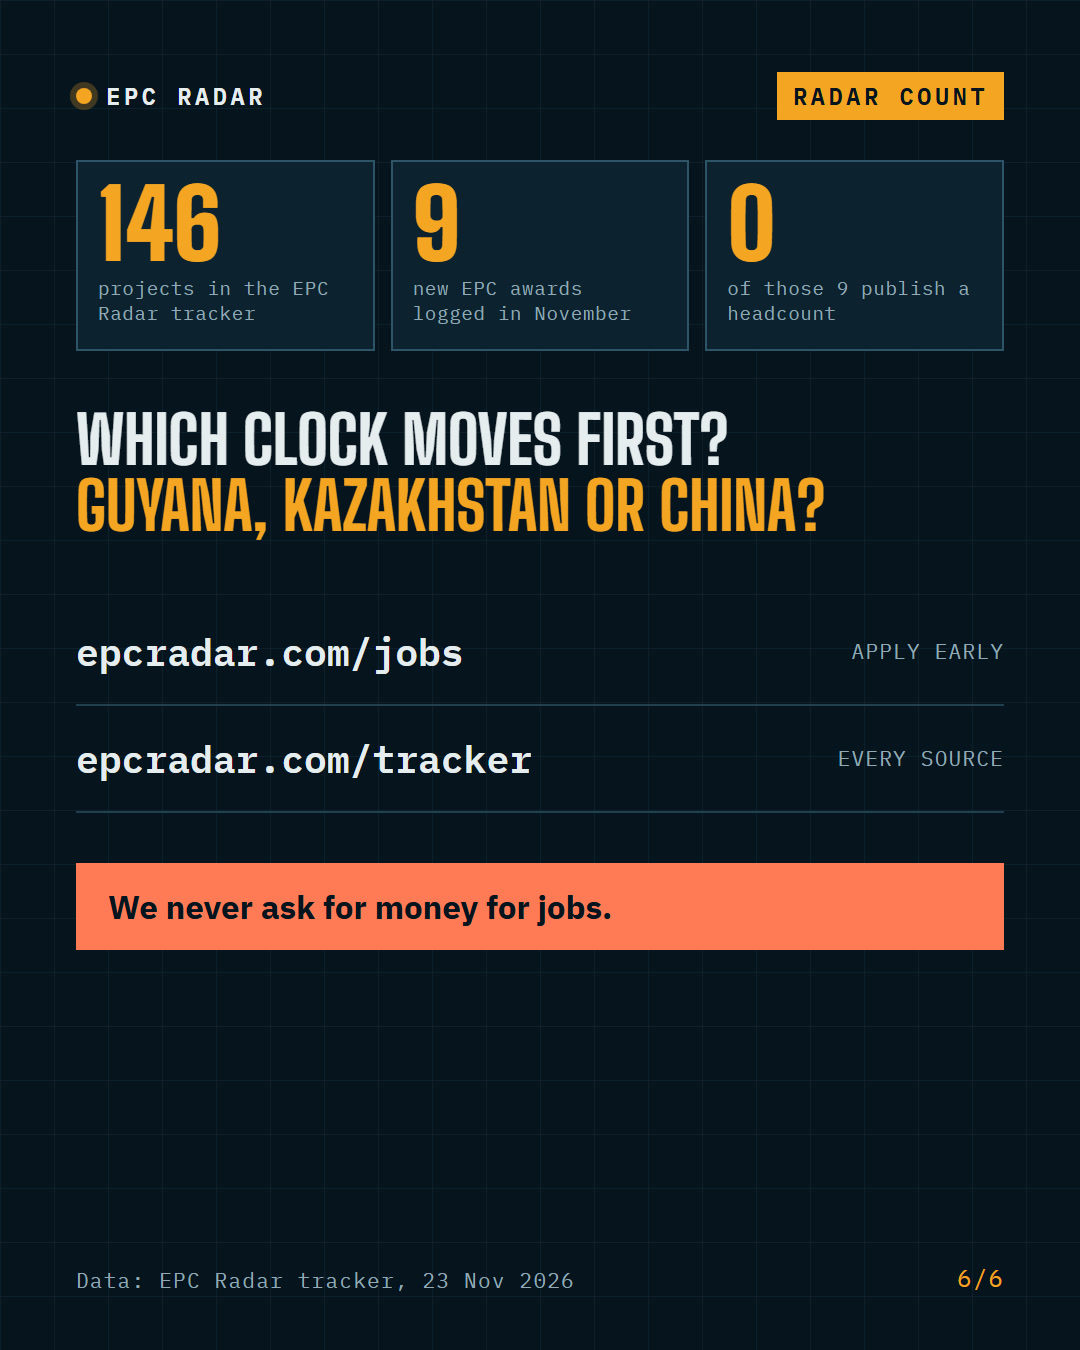 EPC RADAR
RADAR COUNT
146
projects in the EPC
Radar tracker
9
new EPC awards
logged in November
0
of those 9 publish a
headcount
WHICH CLOCK MOVES FIRST?
GUYANA, KAZAKHSTAN OR CHINA?
epcradar.com/jobs
APPLY EARLY
epcradar.com/tracker
EVERY SOURCE
We never ask for money for jobs.
Data: EPC Radar tracker, 23 Nov 2026
6/6